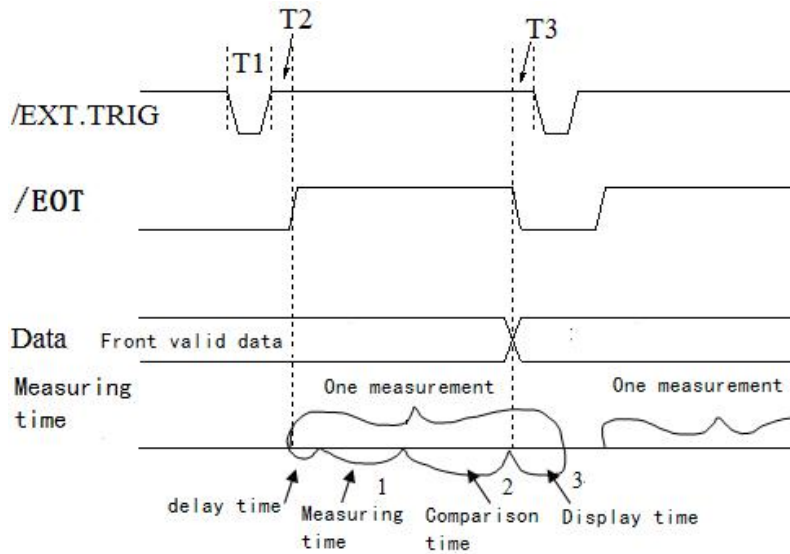 T1 T2 T3
/EXT.TRIG
/EOT
Data Front valid data
Measuring
time
One measurement One measurement
1 2 3
delay time Measuring
time Comparison
time Display time